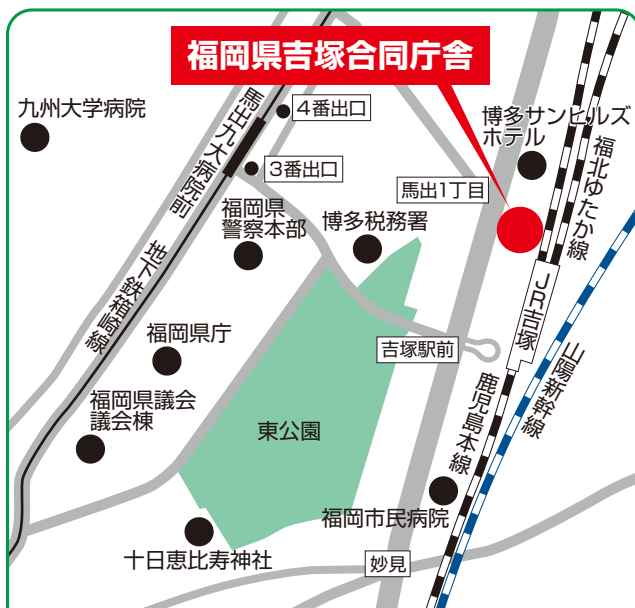 福岡県吉塚合同庁舎
九州大学病院
4番出口
馬出九大病院前
3番出口
博多サンヒルズ
ホテル
馬出1丁目
福北ゆたか線
福岡県
警察本部
博多税務署
地下鉄箱崎線
JR吉塚
吉塚駅前
山陽新幹線
福岡県庁
鹿児島本線
福岡県議会
議会棟
東公園
福岡市民病院
十日恵比寿神社
妙見